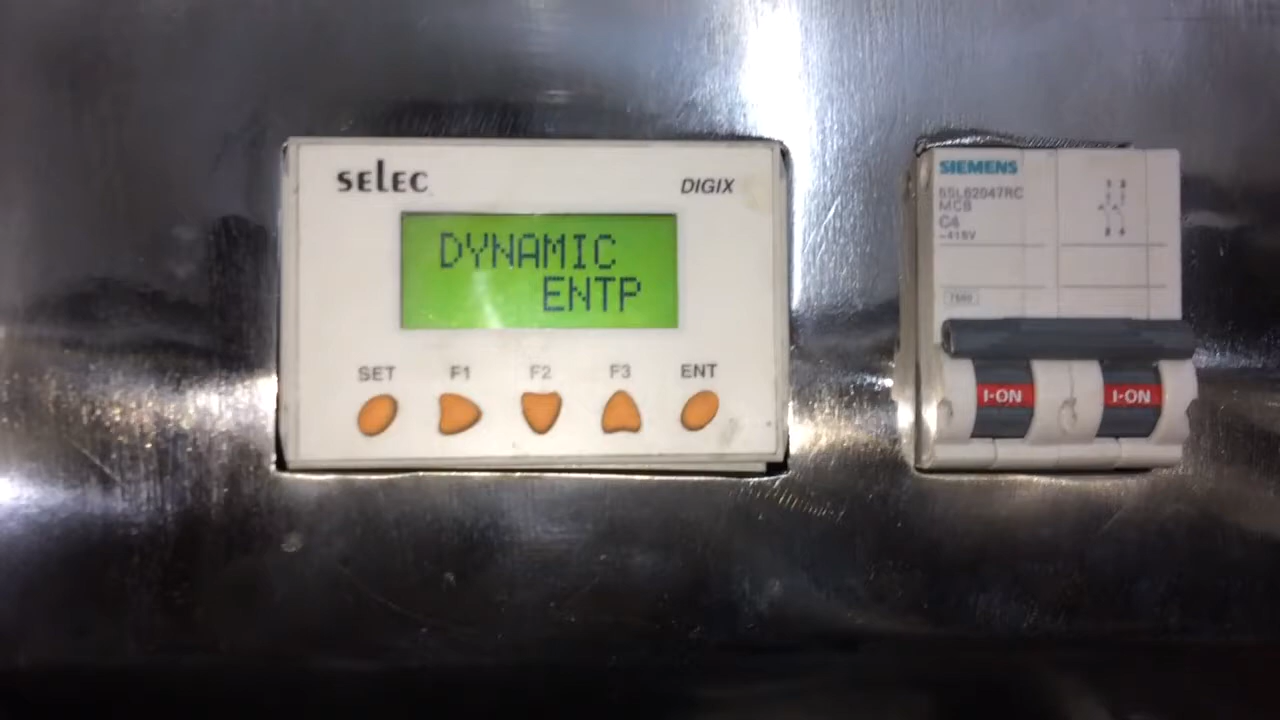 selec
DIGIX
DYNAMIC
ENTP
SET F1 F2 F3 ENT
SIEMENS
5SL62047RC
MCB
C4
~415V
I-ON I-ON